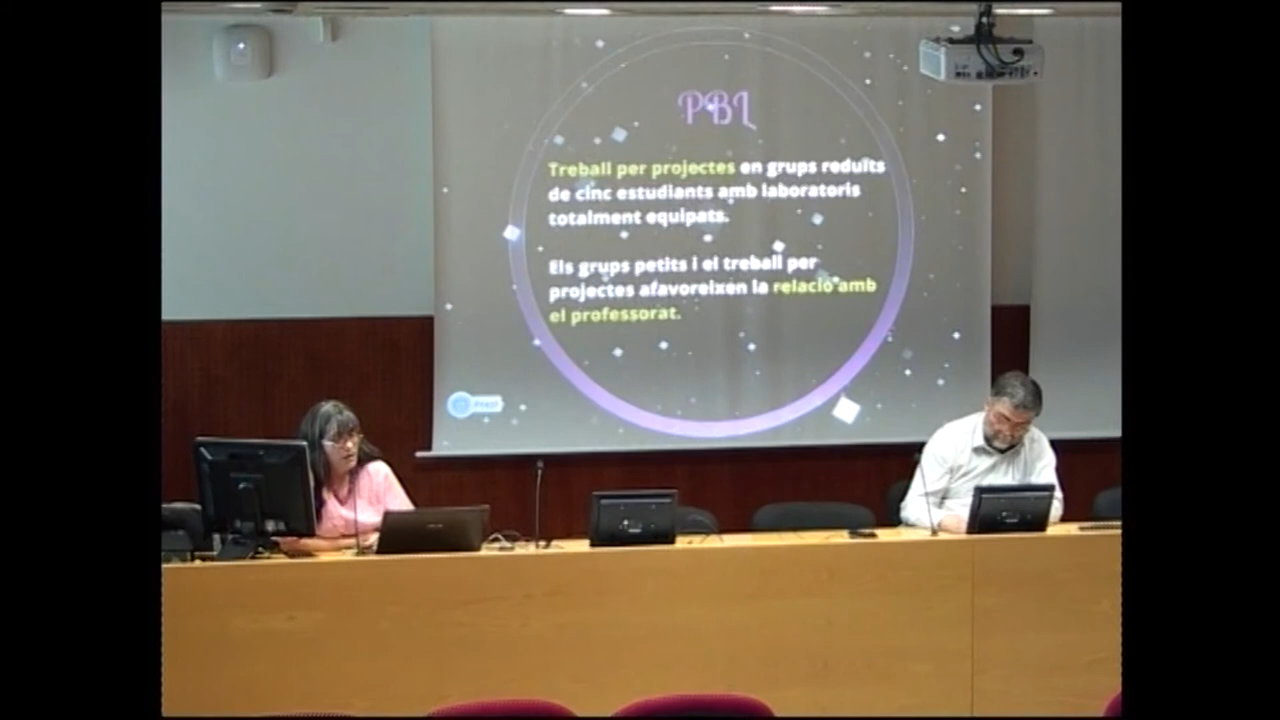 PBL
Treball per projectes en grups reduïts
de cinc estudiants amb laboratoris
totalment equipats.
Els grups petits i el treball per
projectes afavoreixen la relació amb
el professorat.
Prezi